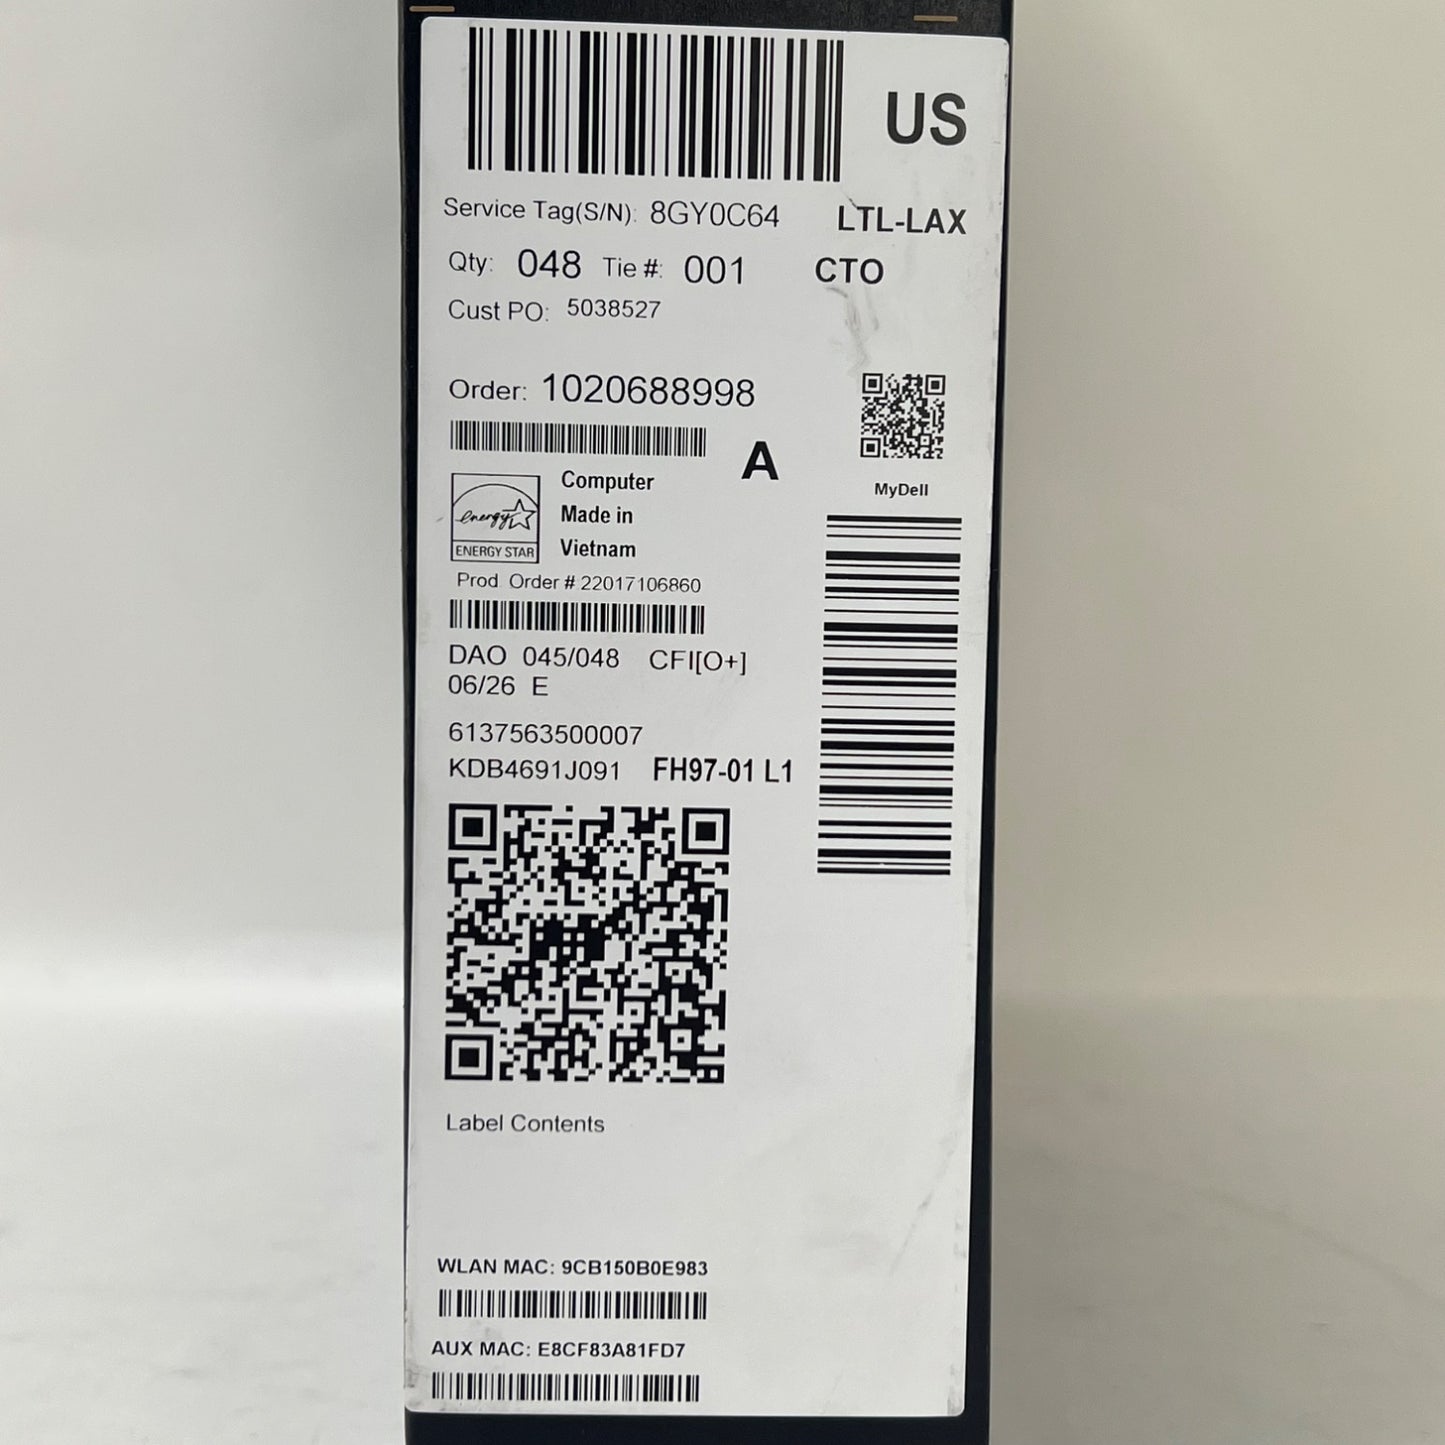 US
Service Tag(S/N): 8GY0C64 LTL-LAX
Qty: 048 Tie #: 001 CTO
Cust PO: 5038527
Order: 1020688998
A
MyDell
energy
ENERGY STAR
Computer
Made in
Vietnam
Prod. Order # 22017106860
DAO 045/048 CFI[O+]
06/26 E
6137563500007
KDB4691J091 FH97-01 L1
Label Contents
WLAN MAC: 9CB150B0E983
AUX MAC: E8CF83A81FD7